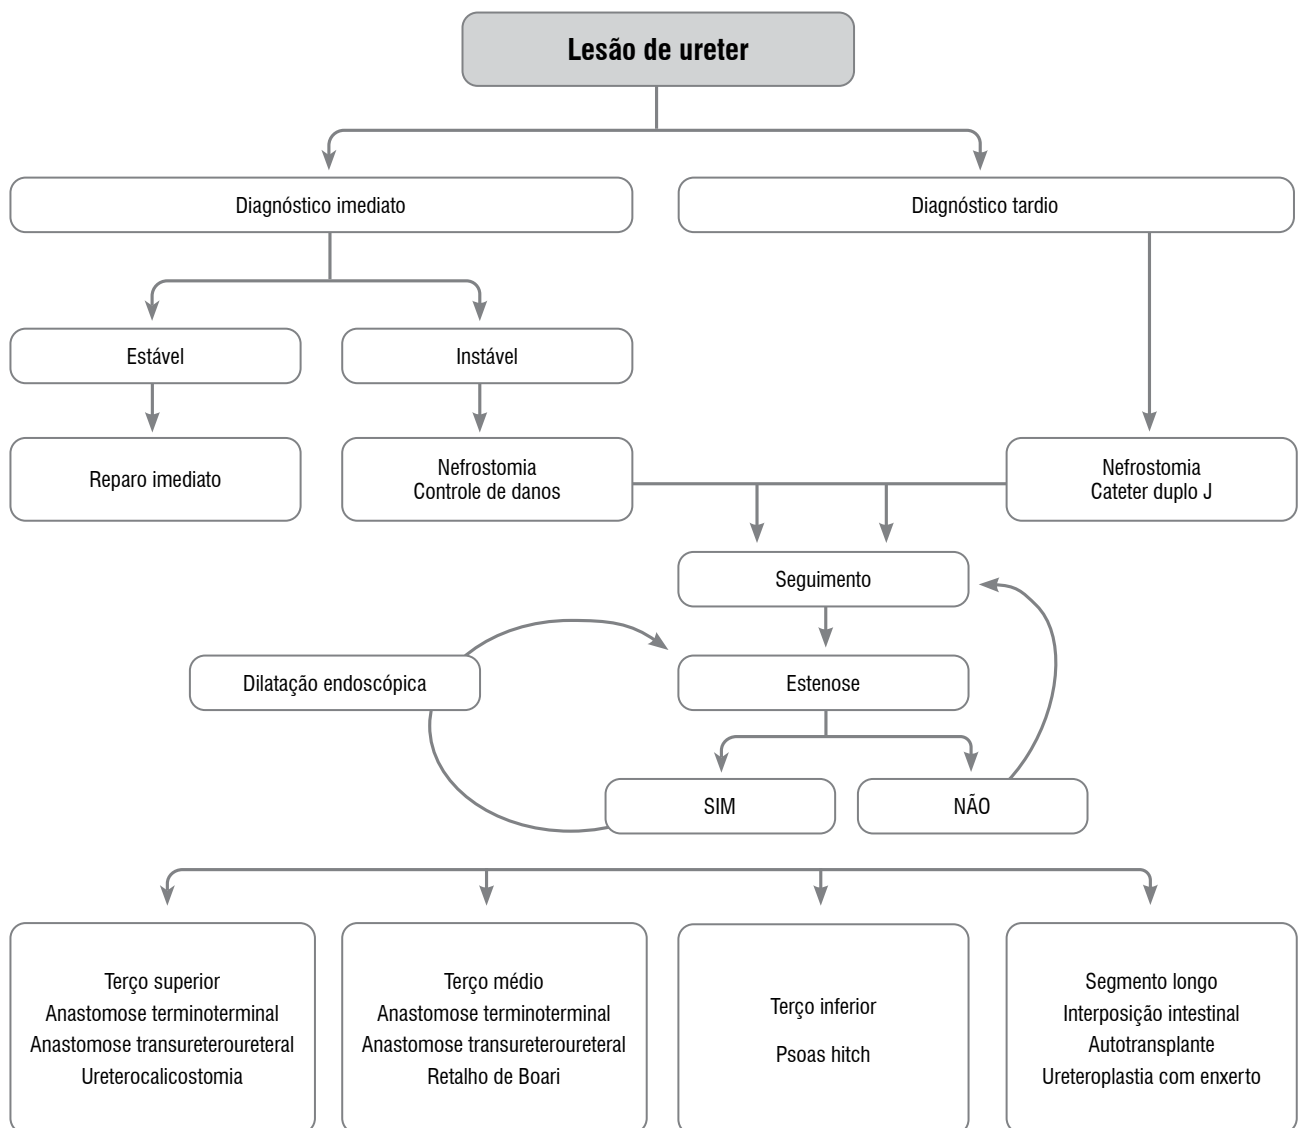 Lesão de ureter
Diagnóstico imediato
Diagnóstico tardio
Estável
Instável
Reparo imediato
Nefrostomia
Controle de danos
Nefrostomia
Cateter duplo J
Seguimento
Dilatação endoscópica
Estenose
SIM
NÃO
Terço superior
Anastomose terminoterminal
Anastomose transureteroureteral
Ureterocalicostomia
Terço médio
Anastomose terminoterminal
Anastomose transureteroureteral
Retalho de Boari
Terço inferior
Psoas hitch
Segmento longo
Interposição intestinal
Autotransplante
Ureteroplastia com enxerto